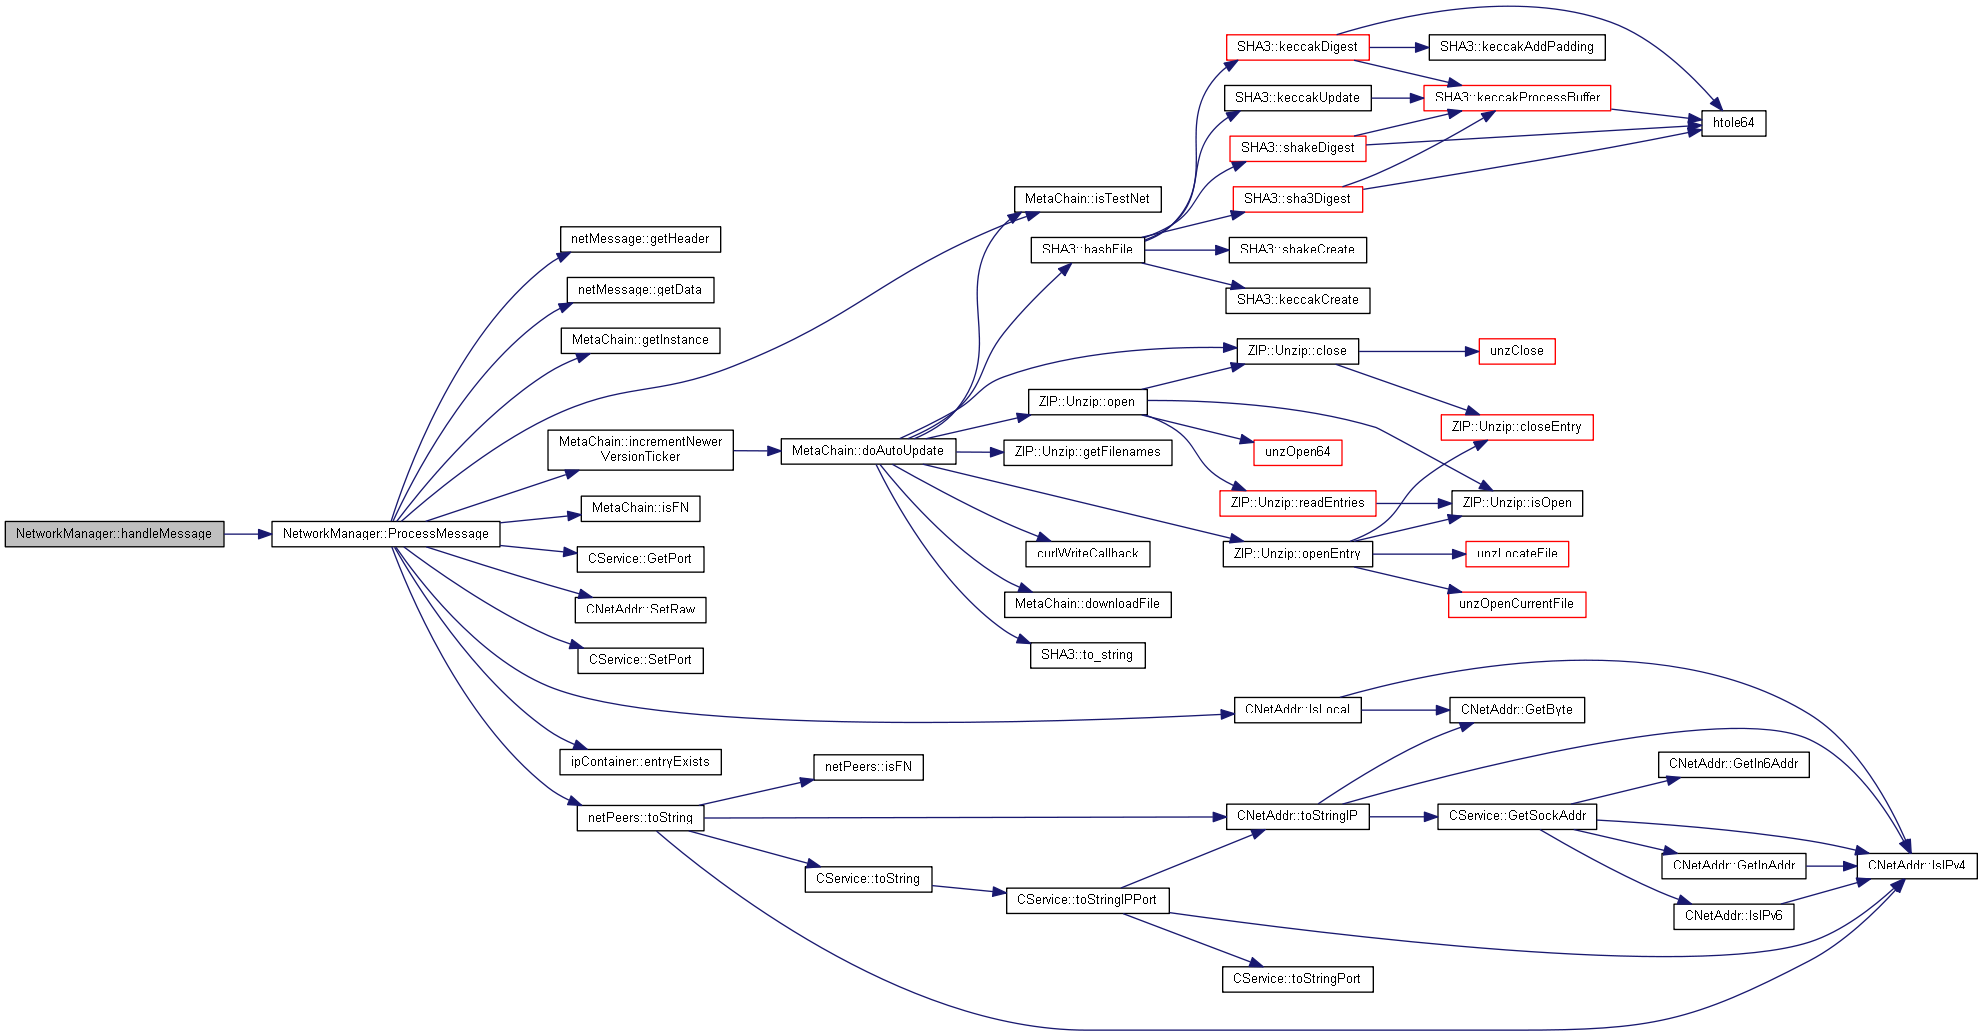 NetworkManager::handleMessage
NetworkManager::ProcessMessage
netMessage::getHeader
netMessage::getData
MetaChain::getInstance
MetaChain::incrementNewer
VersionTicker
MetaChain::isFN
CService::GetPort
CNetAddr::SetRaw
CService::SetPort
ipContainer::entryExists
netPeers::toString
MetaChain::doAutoUpdate
netPeers::isFN
CService::toString
MetaChain::isTestNet
SHA3::hashFile
ZIP::Unzip::open
ZIP::Unzip::getFilenames
curlWriteCallback
MetaChain::downloadFile
SHA3::to_string
CService::toStringIPPort
SHA3::keccakDigest
SHA3::keccakUpdate
SHA3::shakeDigest
SHA3::sha3Digest
SHA3::shakeCreate
SHA3::keccakCreate
ZIP::Unzip::close
unzOpen64
ZIP::Unzip::readEntries
ZIP::Unzip::openEntry
CNetAddr::IsLocal
CNetAddr::toStringIP
CService::toStringPort
SHA3::keccakAddPadding
SHA3::keccakProcessBuffer
unzClose
ZIP::Unzip::closeEntry
ZIP::Unzip::isOpen
unzLocateFile
unzOpenCurrentFile
CNetAddr::GetByte
CService::GetSockAddr
htole64
CNetAddr::GetIn6Addr
CNetAddr::GetInAddr
CNetAddr::IsIPv6
CNetAddr::IsIPv4